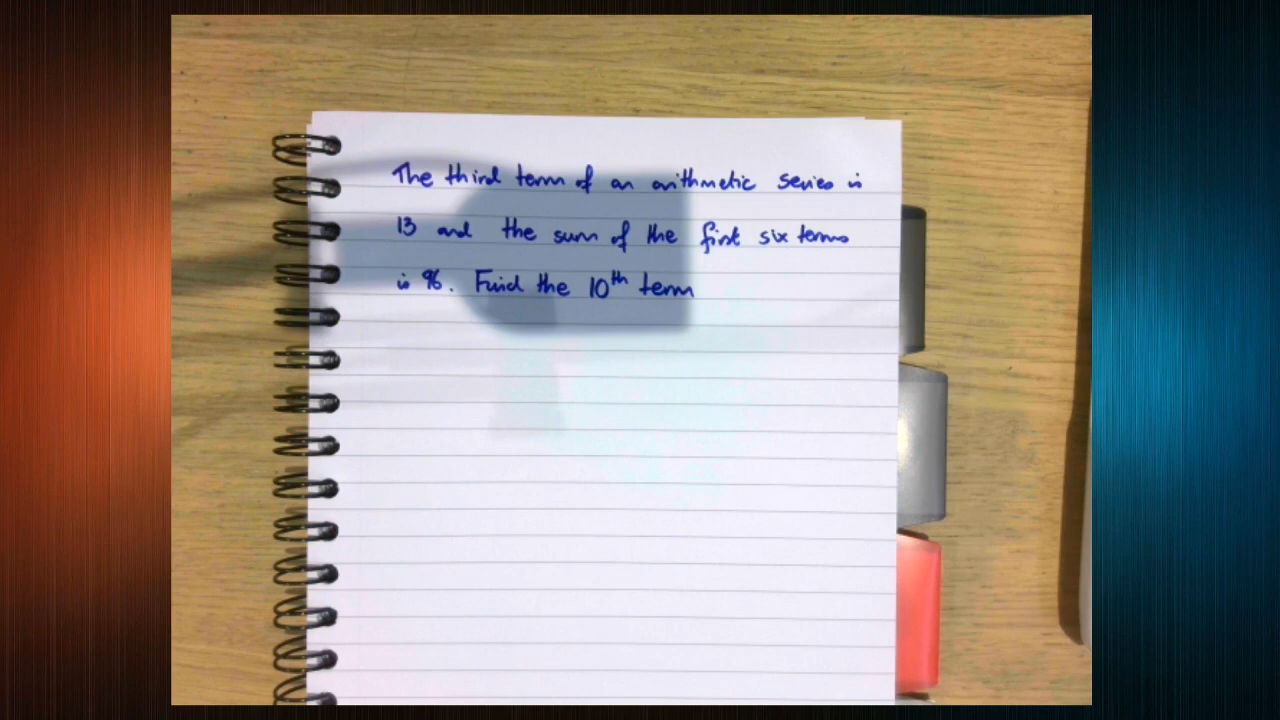 The third term of an arithmetic series is
13 and the sum of the first six terms
is 96. Find the 10th term